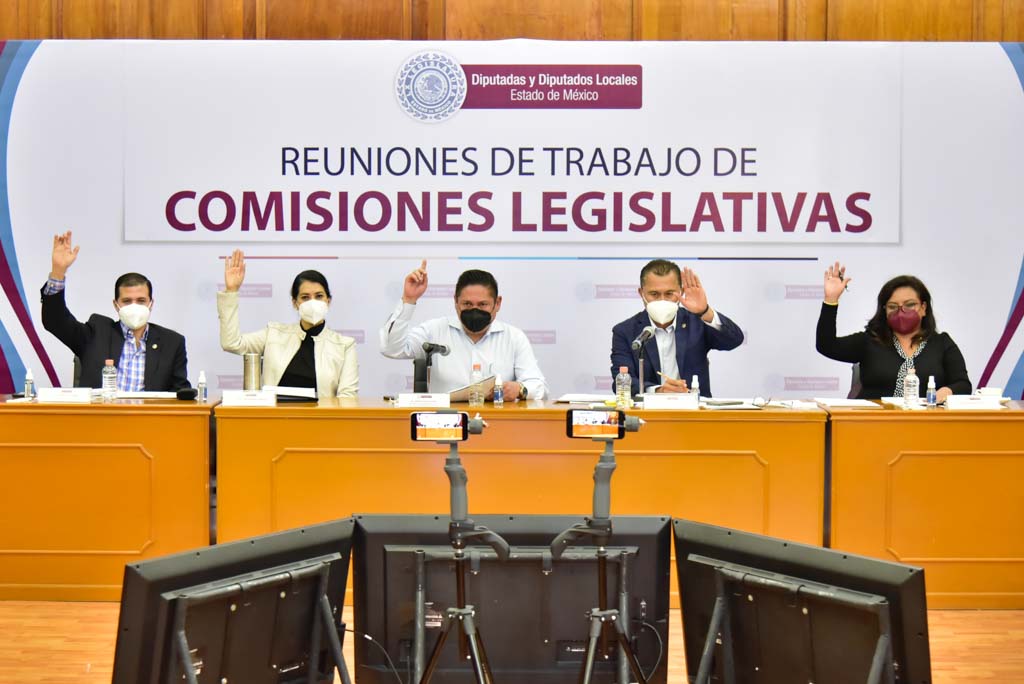 Diputadas y Diputados Locales
Estado de México
REUNIONES DE TRABAJO DE
COMISIONES LEGISLATIVAS